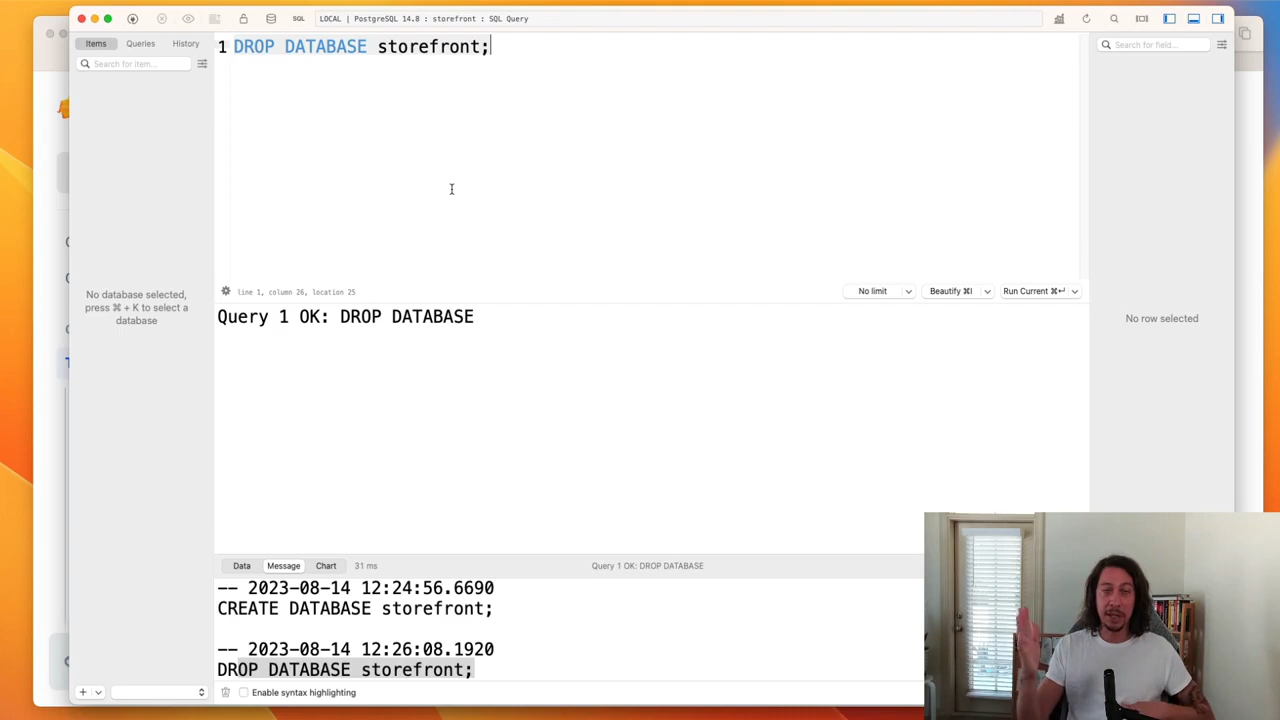 SQL
LOCAL | PostgreSQL 14.8 : storefront : SQL Query
Items
Queries
History
Search for item...
1
DROP DATABASE storefront;
Search for field...
No database selected,
press ⌘ + K to select a
database
line 1, column 26, location 25
No limit
Beautify ⌘I
Run Current ⌘↵
Query 1 OK: DROP DATABASE
No row selected
Data
Message
Chart
31 ms
Query 1 OK: DROP DATABASE
-- 2023-08-14 12:24:56.6690
CREATE DATABASE storefront;
-- 2023-08-14 12:26:08.1920
DROP DATABASE storefront;
Enable syntax highlighting